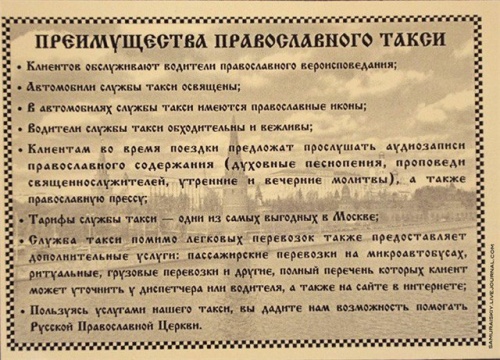 ПРЕИМУЩЕСТВА ПРАВОСЛАВНОГО ТАКСИ
• Клиентов обслуживают водители православного вероисповедания;
• Автомобили службы такси освящены;
• В автомобилях службы такси имеются православные иконы;
• Водители службы такси обходительны и вежливы;
• Клиентам во время поездки предложат прослушать аудиозаписи
православного содержания (духовные песнопения, проповеди
священнослужителей, утренние и вечерние молитвы), а также
православную прессу;
• Тарифы службы такси — одни из самых выгодных в Москве;
• Служба такси помимо легковых перевозок также предоставляет
дополнительные услуги: пассажирские перевозки на микроавтобусах,
ритуальные, грузовые перевозки и другие, полный перечень которых клиент
может уточнить у диспетчера или водителя, а также на сайте в интернете;
• Пользуясь услугами нашего такси, вы дадите нам возможность помогать
Русской Православной Церкви.